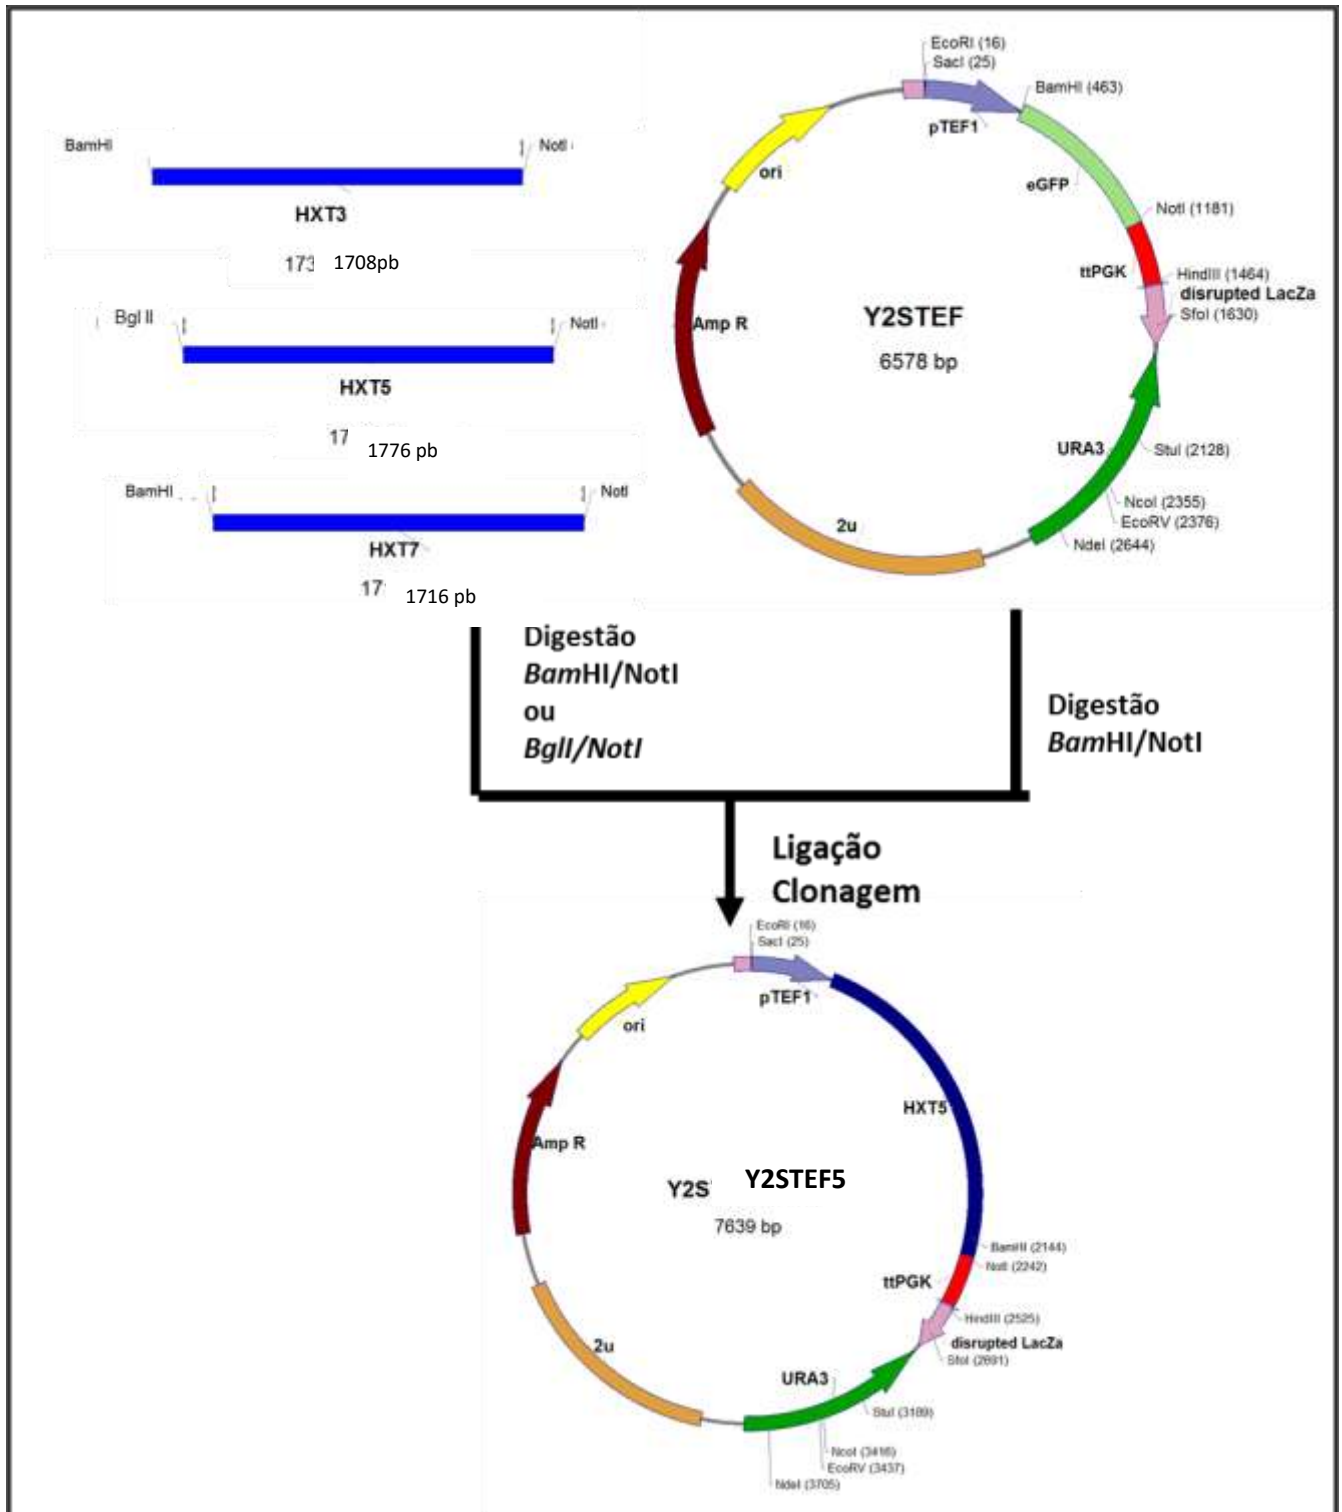 BamHI
NotI
HXT3
173
1708pb
Bgl II
NotI
HXT5
17
1776 pb
BamHI
NotI
HXT7
17
1716 pb
EcoRI (16)
SacI (25)
BamHI (463)
pTEF1
ori
eGFP
NotI (1181)
ttPGK
HindIII (1464)
disrupted LacZa
SfoI (1630)
Amp R
Y2STEF
6578 bp
URA3
StuI (2128)
NcoI (2355)
EcoRV (2376)
NdeI (2644)
2u
Digestão
BamHI/NotI
ou
BglI/NotI
Digestão
BamHI/NotI
Ligação
Clonagem
EcoRI (16)
SacI (25)
pTEF1
ori
HXT5
Amp R
Y2S
Y2STEF5
7639 bp
BamHI (2144)
NotI (2242)
ttPGK
HindIII (2525)
disrupted LacZa
SfoI (2691)
2u
URA3
StuI (3189)
NcoI (3416)
EcoRV (3437)
NdeI (3705)